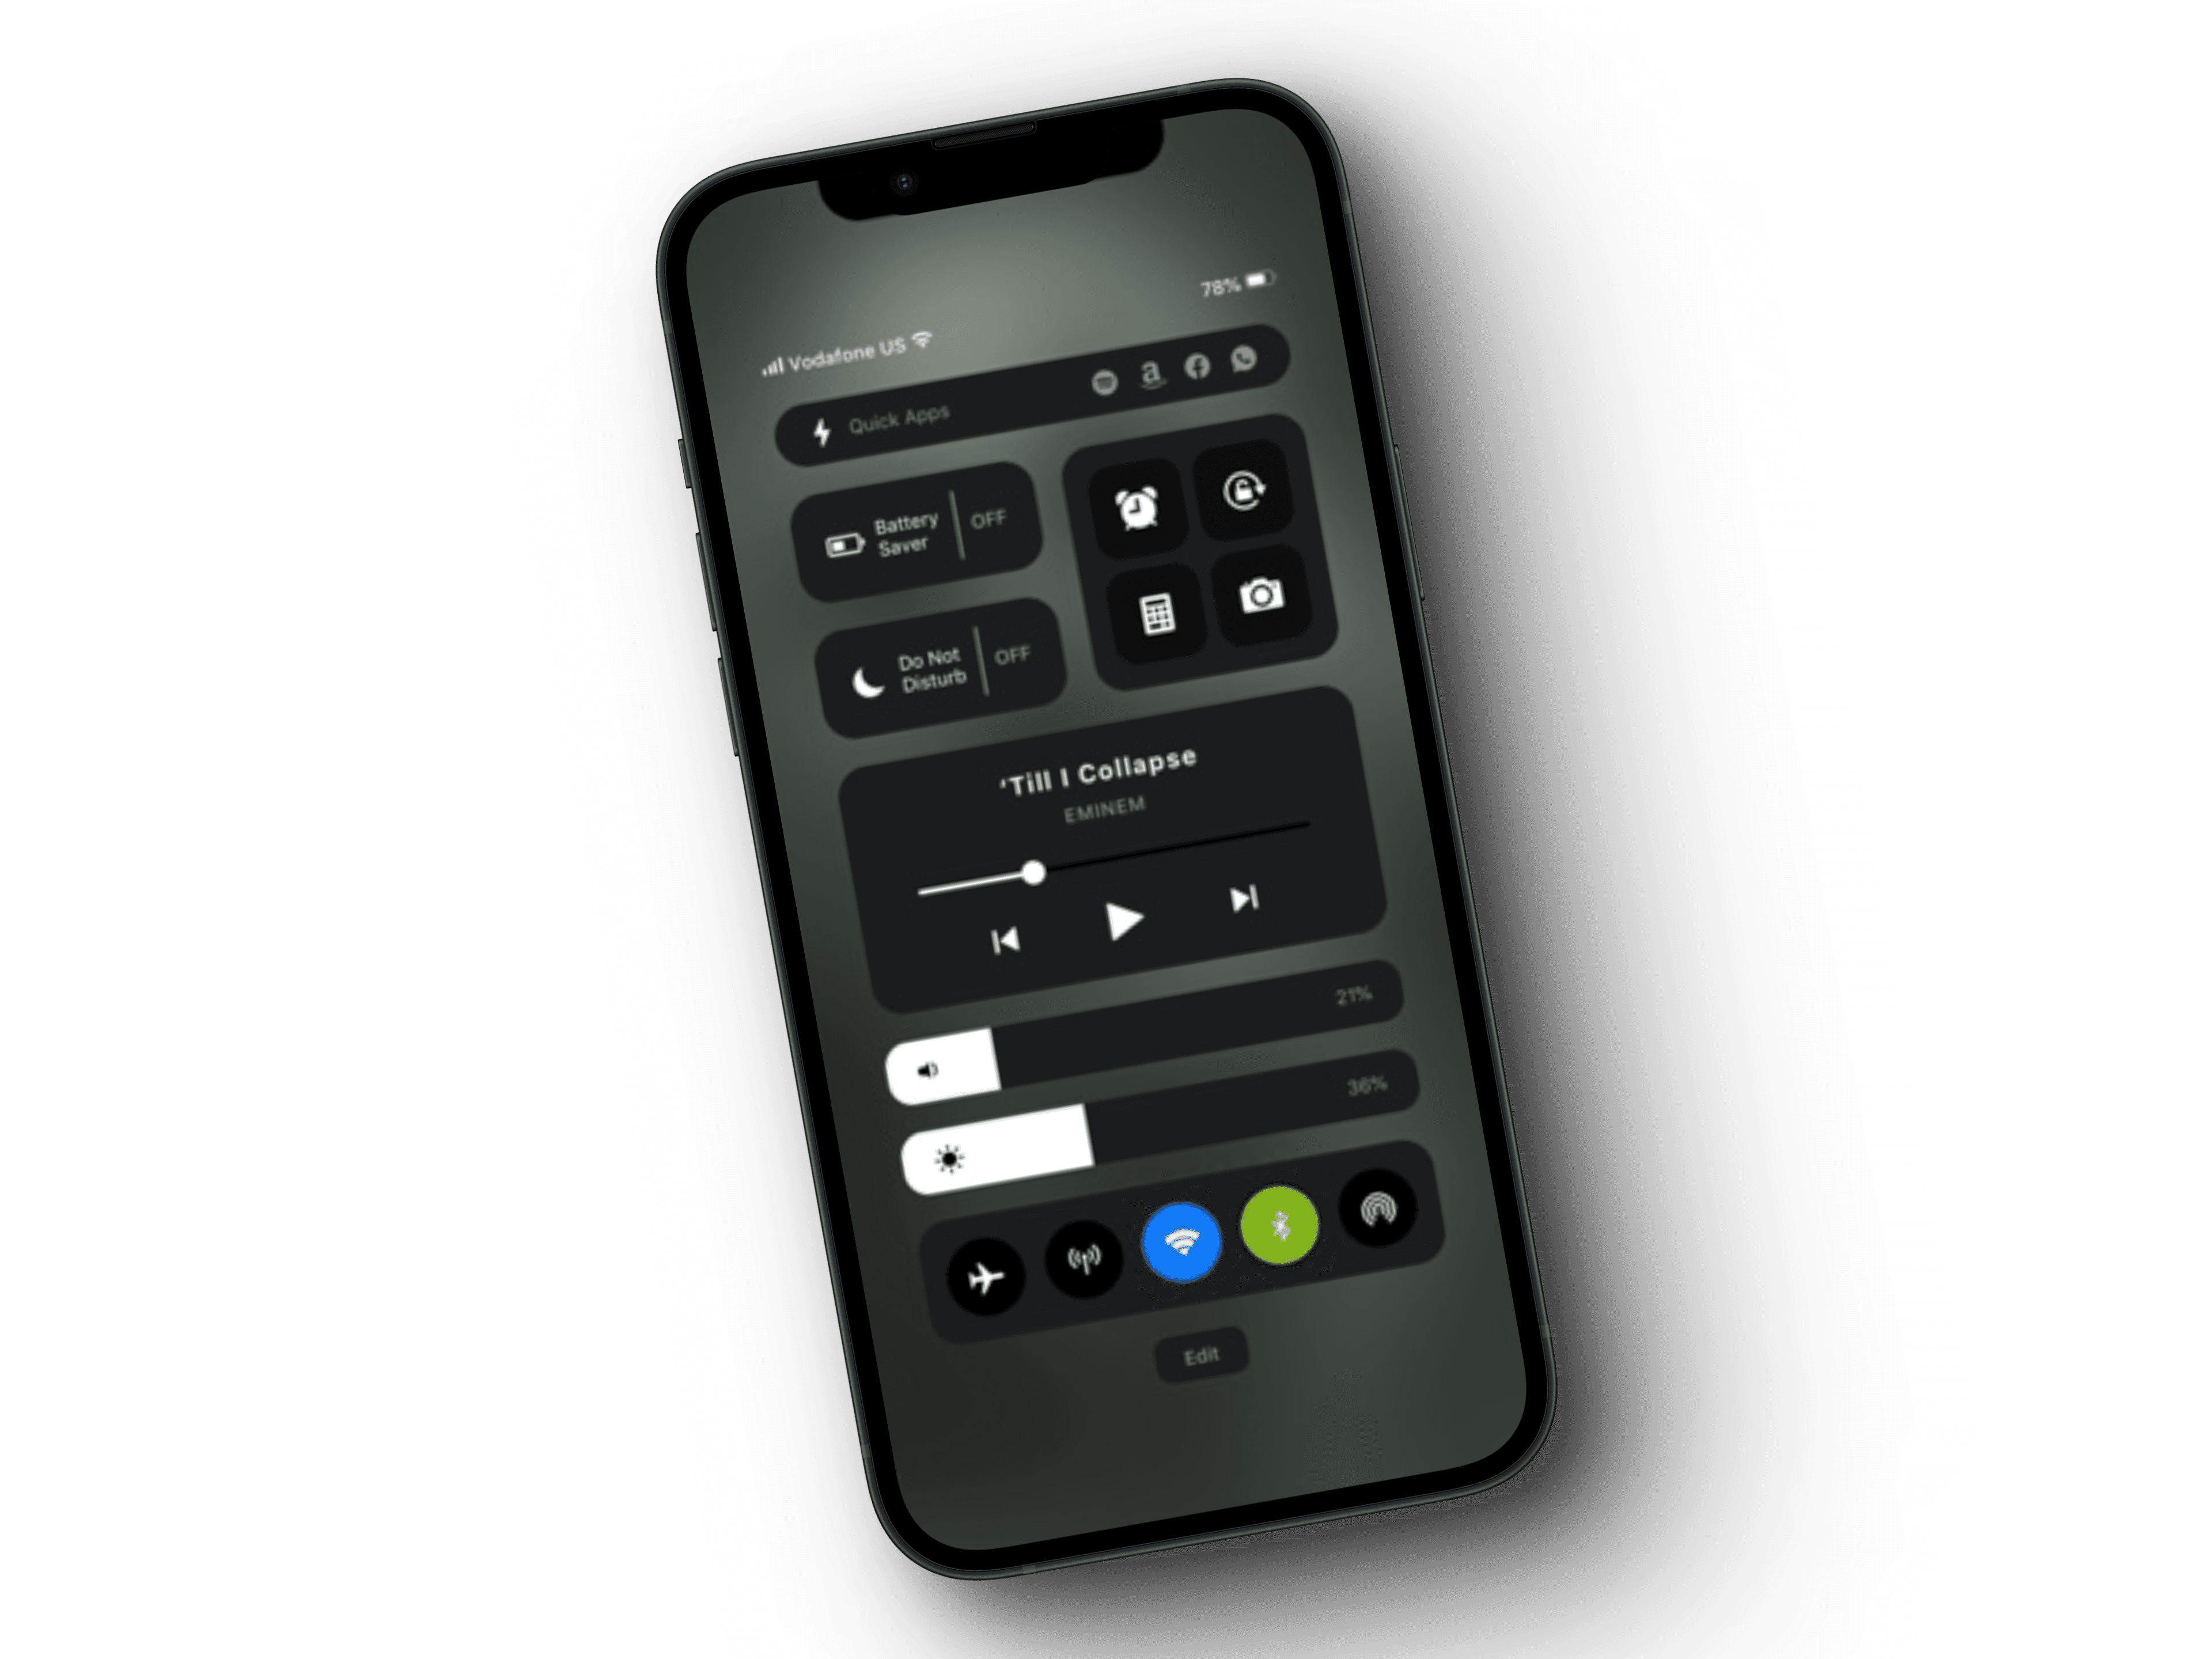 78%
Vodafone US
Quick Apps
a
Battery
Saver
OFF
Do Not
Disturb
OFF
‘Till I Collapse
EMINEM
21%
36%
Edit